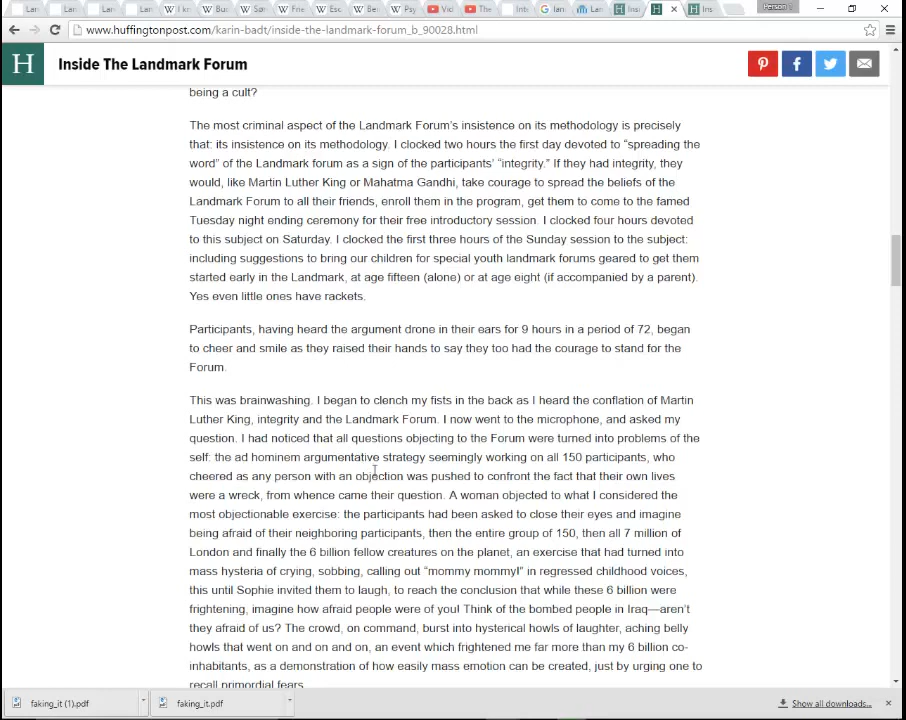 Lan
Lan
Lan
Lan
I kn
Bu
Sø
Frie
Esc
Be
Psy
Vid
The
Int
lan
Lan
Insi
Ins
Person 1
www.huffingtonpost.com/karin-badt/inside-the-landmark-forum_b_90028.html
H Inside The Landmark Forum
being a cult?
The most criminal aspect of the Landmark Forum's insistence on its methodology is precisely
that: its insistence on its methodology. I clocked two hours the first day devoted to “spreading the
word” of the Landmark forum as a sign of the participants’ “integrity.” If they had integrity, they
would, like Martin Luther King or Mahatma Gandhi, take courage to spread the beliefs of the
Landmark Forum to all their friends, enroll them in the program, get them to come to the famed
Tuesday night ending ceremony for their free introductory session. I clocked four hours devoted
to this subject on Saturday. I clocked the first three hours of the Sunday session to the subject:
including suggestions to bring our children for special youth landmark forums geared to get them
started early in the Landmark, at age fifteen (alone) or at age eight (if accompanied by a parent).
Yes even little ones have rackets.
Participants, having heard the argument drone in their ears for 9 hours in a period of 72, began
to cheer and smile as they raised their hands to say they too had the courage to stand for the
Forum.
This was brainwashing. I began to clench my fists in the back as I heard the conflation of Martin
Luther King, integrity and the Landmark Forum. I now went to the microphone, and asked my
question. I had noticed that all questions objecting to the Forum were turned into problems of the
self: the ad hominem argumentative strategy seemingly working on all 150 participants, who
cheered as any person with an objection was pushed to confront the fact that their own lives
were a wreck, from whence came their question. A woman objected to what I considered the
most objectionable exercise: the participants had been asked to close their eyes and imagine
being afraid of their neighboring participants, then the entire group of 150, then all 7 million of
London and finally the 6 billion fellow creatures on the planet, an exercise that had turned into
mass hysteria of crying, sobbing, calling out “mommy mommy!” in regressed childhood voices,
this until Sophie invited them to laugh, to reach the conclusion that while these 6 billion were
frightening, imagine how afraid people were of you! Think of the bombed people in Iraq—aren’t
they afraid of us? The crowd, on command, burst into hysterical howls of laughter, aching belly
howls that went on and on and on, an event which frightened me far more than my 6 billion co-
inhabitants, as a demonstration of how easily mass emotion can be created, just by urging one to
recall primordial fears.
faking_it (1).pdf
faking_it.pdf
Show all downloads...